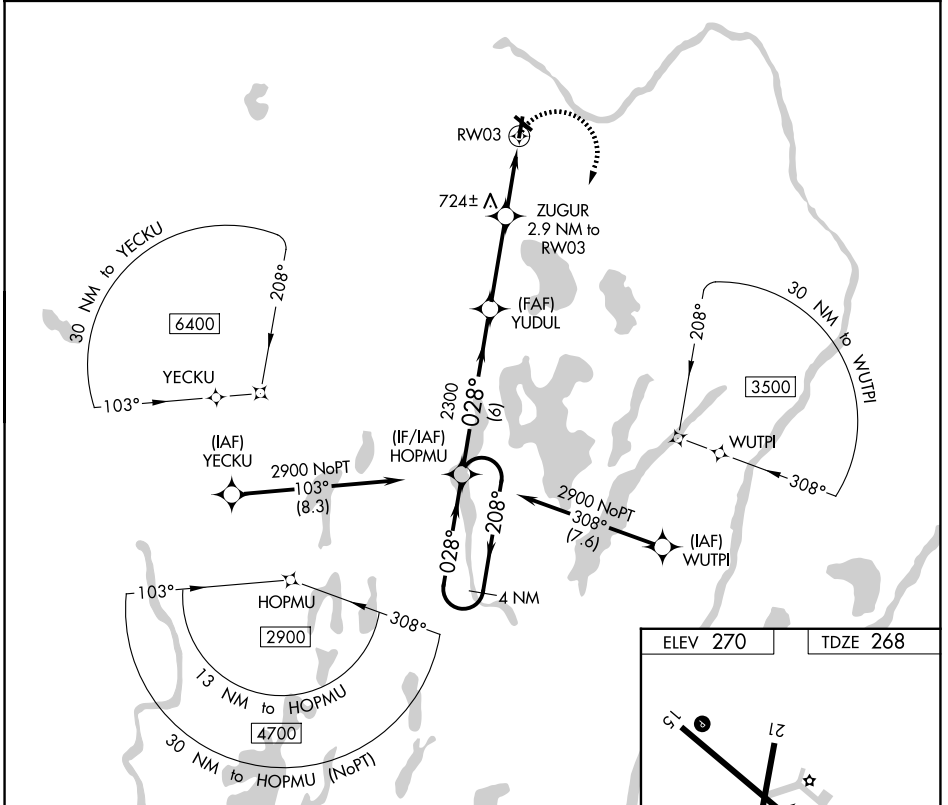 RW03
724±
ZUGUR
2.9 NM to
RW03
30 NM to YECKU
208°
6400
YECKU
103°
(FAF)
YUDUL
2300
028°
(6)
208°
30 NM to WUTPI
3500
WUTPI
308°
(IAF)
YECKU
2900 NoPT
103°
(8.3)
(IF/IAF)
HOPMU
028°
208°
4 NM
2900 NoPT
308°
(7.6)
(IAF)
WUTPI
103°
HOPMU
308°
2900
13 NM to HOPMU
4700
30 NM to HOPMU (NoPT)
ELEV 270
TDZE 268
15
P
21